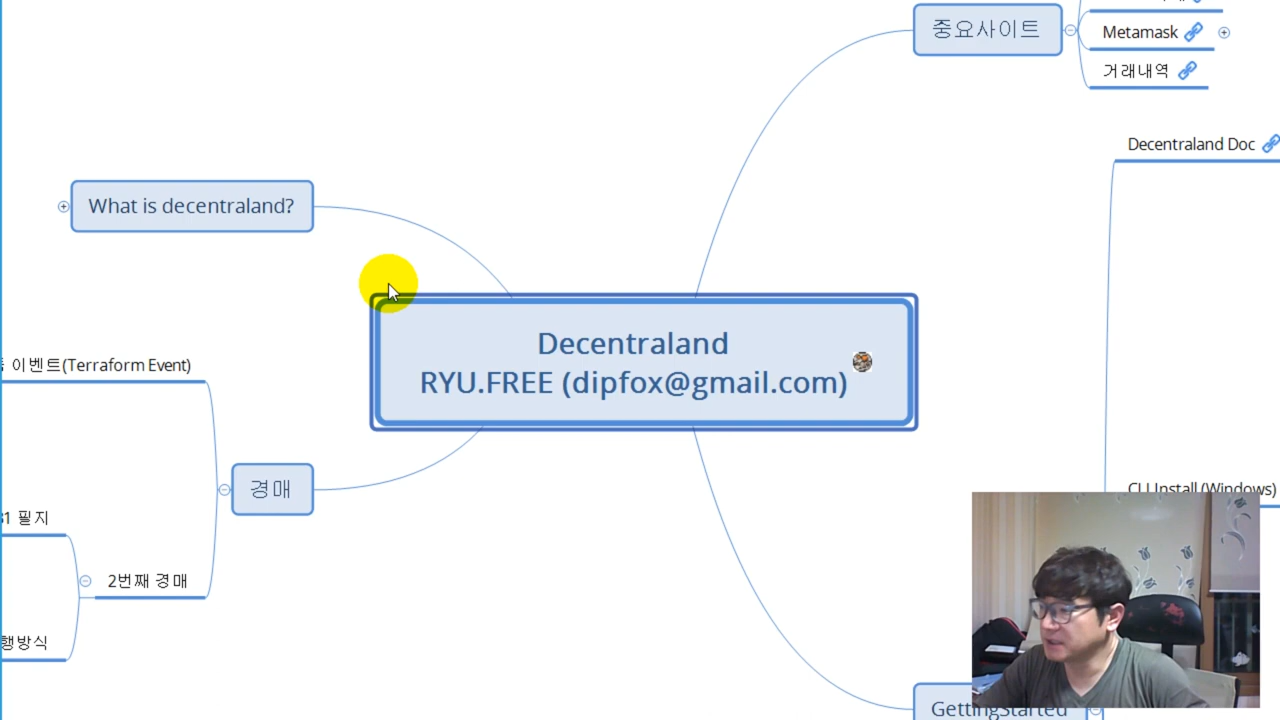 중요사이트
Metamask
거래내역
Decentraland Doc
What is decentraland?
Decentraland
RYU.FREE (dipfox@gmail.com)
이벤트(Terraform Event)
경매
필지
2번째 경매
행방식
CLI Install (Windows)
GettingStarted